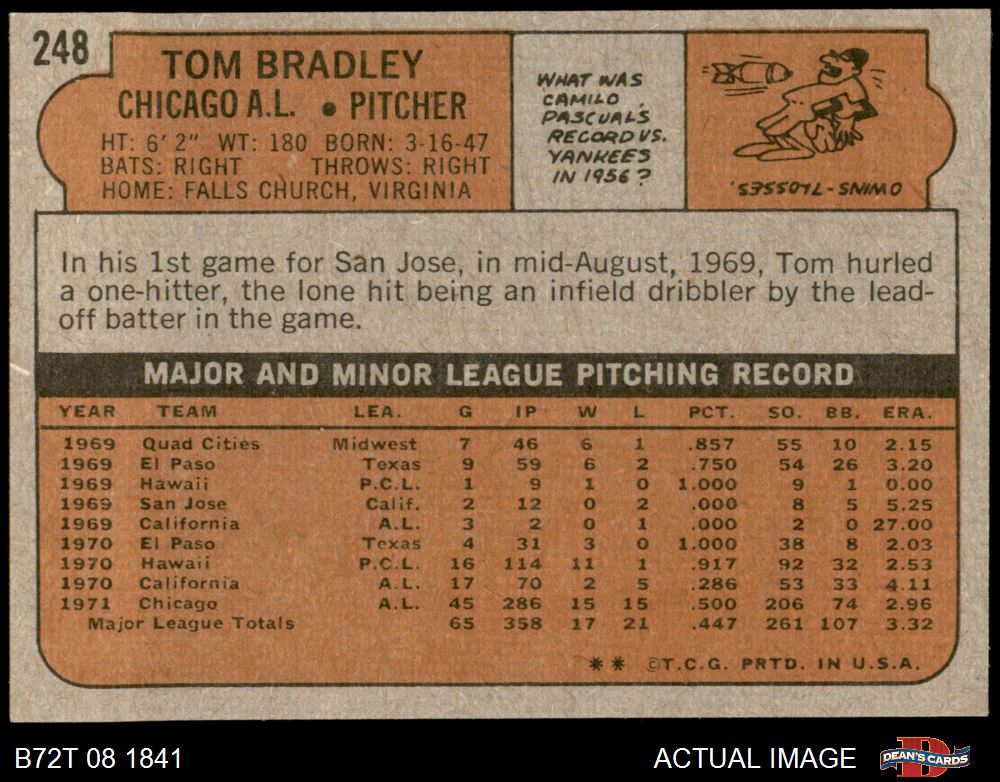 248
TOM BRADLEY
CHICAGO A.L. • PITCHER
HT: 6' 2" WT: 180 BORN: 3-16-47
BATS: RIGHT THROWS: RIGHT
HOME: FALLS CHURCH, VIRGINIA
WHAT WAS
CAMILO
PASCUAL'S
RECORD VS.
YANKEES
IN 1956?
0 WINS-7 LOSSES.
In his 1st game for San Jose, in mid-August, 1969, Tom hurled
a one-hitter, the lone hit being an infield dribbler by the lead-
off batter in the game.
MAJOR AND MINOR LEAGUE PITCHING RECORD
YEAR TEAM LEA. G IP W L PCT. SO. BB. ERA.
1969 Quad Cities Midwest 7 46 6 1 .857 55 10 2.15
1969 El Paso Texas 9 59 6 2 .750 54 26 3.20
1969 Hawaii P.C.L. 1 9 1 0 1.000 9 1 0.00
1969 San Jose Calif. 2 12 0 2 .000 8 5 5.25
1969 California A.L. 3 2 0 1 .000 2 0 27.00
1970 El Paso Texas 4 31 3 0 1.000 38 8 2.03
1970 Hawaii P.C.L. 16 114 11 1 .917 92 32 2.53
1970 California A.L. 17 70 2 5 .286 53 33 4.11
1971 Chicago A.L. 45 286 15 15 .500 206 74 2.96
Major League Totals 65 358 17 21 .447 261 107 3.32
** ©T.C.G. PRTD. IN U.S.A.
B72T 08 1841 ACTUAL IMAGE DEAN'S CARDS